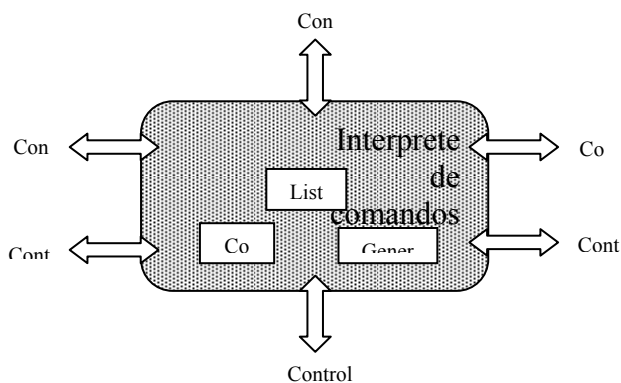 Con
Con
Interprete
de
comandos
Co
List
Co
Gener
Cont
Cont
Control